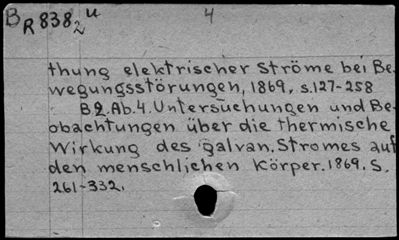 BR 838 2 u 4
thung elektrischer Ströme bei Be-
wegungsstörungen, 1869, s.127-258
B.2. Ab. 4. Untersuchungen und Be-
obachtungen über die thermische
Wirkung des galvan. Stromes auf
den menschlichen Körper. 1869. S.
261-332.